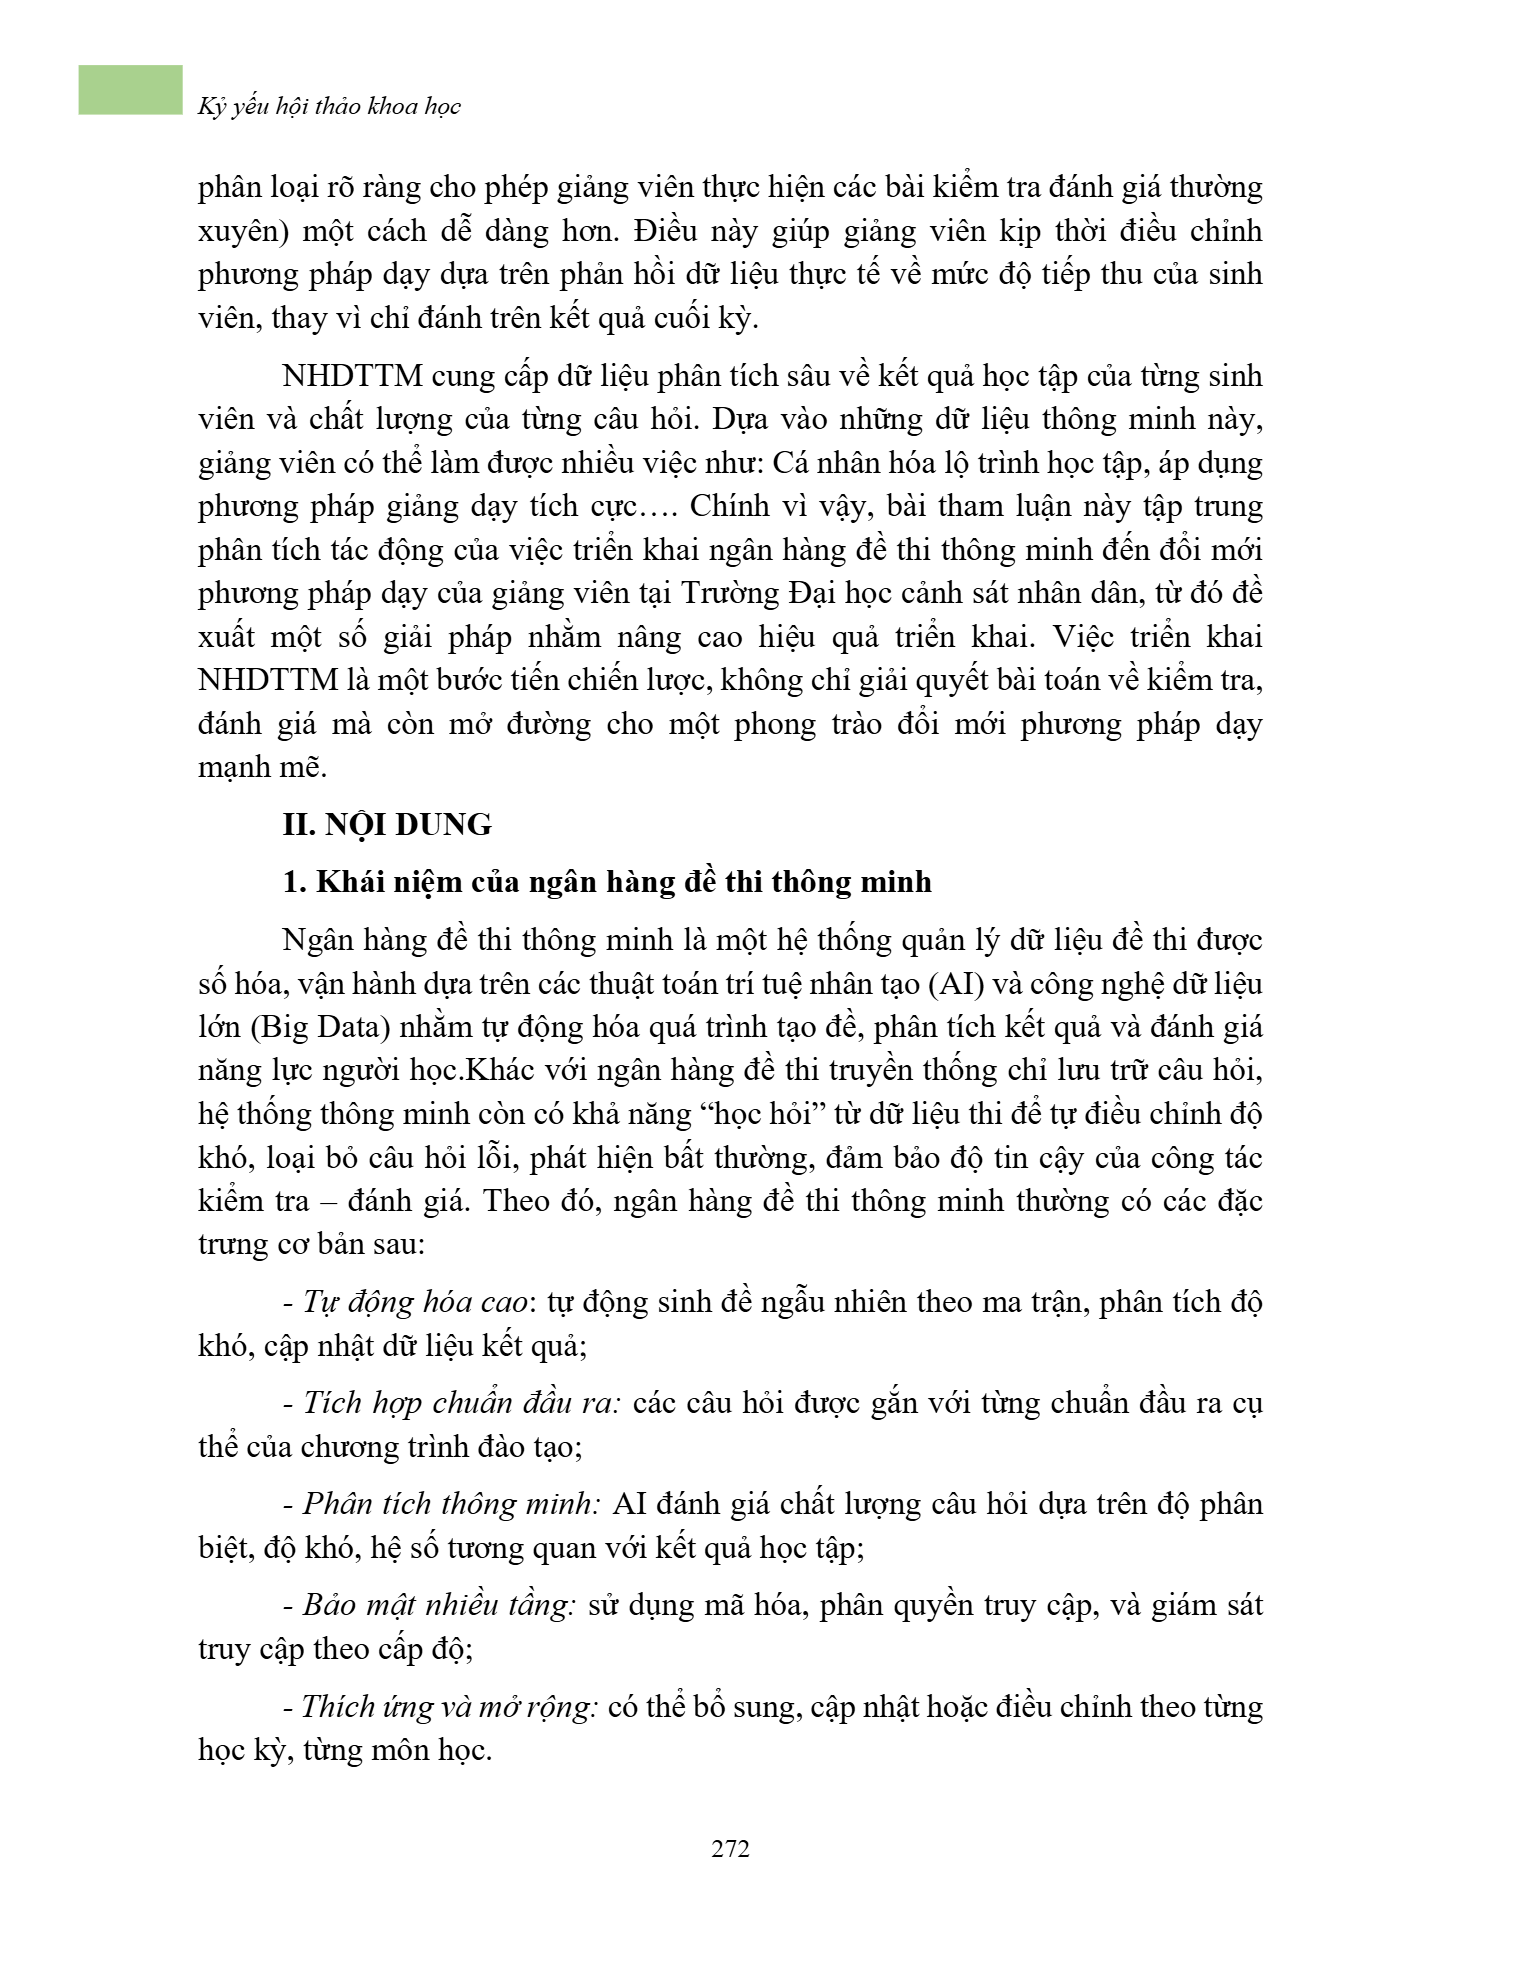 Kỷ yếu hội thảo khoa học
phân loại rõ ràng cho phép giảng viên thực hiện các bài kiểm tra đánh giá thường
xuyên) một cách dễ dàng hơn. Điều này giúp giảng viên kịp thời điều chỉnh
phương pháp dạy dựa trên phản hồi dữ liệu thực tế về mức độ tiếp thu của sinh
viên, thay vì chỉ đánh trên kết quả cuối kỳ.
NHDTTM cung cấp dữ liệu phân tích sâu về kết quả học tập của từng sinh
viên và chất lượng của từng câu hỏi. Dựa vào những dữ liệu thông minh này,
giảng viên có thể làm được nhiều việc như: Cá nhân hóa lộ trình học tập, áp dụng
phương pháp giảng dạy tích cực…. Chính vì vậy, bài tham luận này tập trung
phân tích tác động của việc triển khai ngân hàng đề thi thông minh đến đổi mới
phương pháp dạy của giảng viên tại Trường Đại học cảnh sát nhân dân, từ đó đề
xuất một số giải pháp nhằm nâng cao hiệu quả triển khai. Việc triển khai
NHDTTM là một bước tiến chiến lược, không chỉ giải quyết bài toán về kiểm tra,
đánh giá mà còn mở đường cho một phong trào đổi mới phương pháp dạy
mạnh mẽ.
II. NỘI DUNG
1. Khái niệm của ngân hàng đề thi thông minh
Ngân hàng đề thi thông minh là một hệ thống quản lý dữ liệu đề thi được
số hóa, vận hành dựa trên các thuật toán trí tuệ nhân tạo (AI) và công nghệ dữ liệu
lớn (Big Data) nhằm tự động hóa quá trình tạo đề, phân tích kết quả và đánh giá
năng lực người học.Khác với ngân hàng đề thi truyền thống chỉ lưu trữ câu hỏi,
hệ thống thông minh còn có khả năng “học hỏi” từ dữ liệu thi để tự điều chỉnh độ
khó, loại bỏ câu hỏi lỗi, phát hiện bất thường, đảm bảo độ tin cậy của công tác
kiểm tra – đánh giá. Theo đó, ngân hàng đề thi thông minh thường có các đặc
trưng cơ bản sau:
- Tự động hóa cao: tự động sinh đề ngẫu nhiên theo ma trận, phân tích độ
khó, cập nhật dữ liệu kết quả;
- Tích hợp chuẩn đầu ra: các câu hỏi được gắn với từng chuẩn đầu ra cụ
thể của chương trình đào tạo;
- Phân tích thông minh: AI đánh giá chất lượng câu hỏi dựa trên độ phân
biệt, độ khó, hệ số tương quan với kết quả học tập;
- Bảo mật nhiều tầng: sử dụng mã hóa, phân quyền truy cập, và giám sát
truy cập theo cấp độ;
- Thích ứng và mở rộng: có thể bổ sung, cập nhật hoặc điều chỉnh theo từng
học kỳ, từng môn học.
272